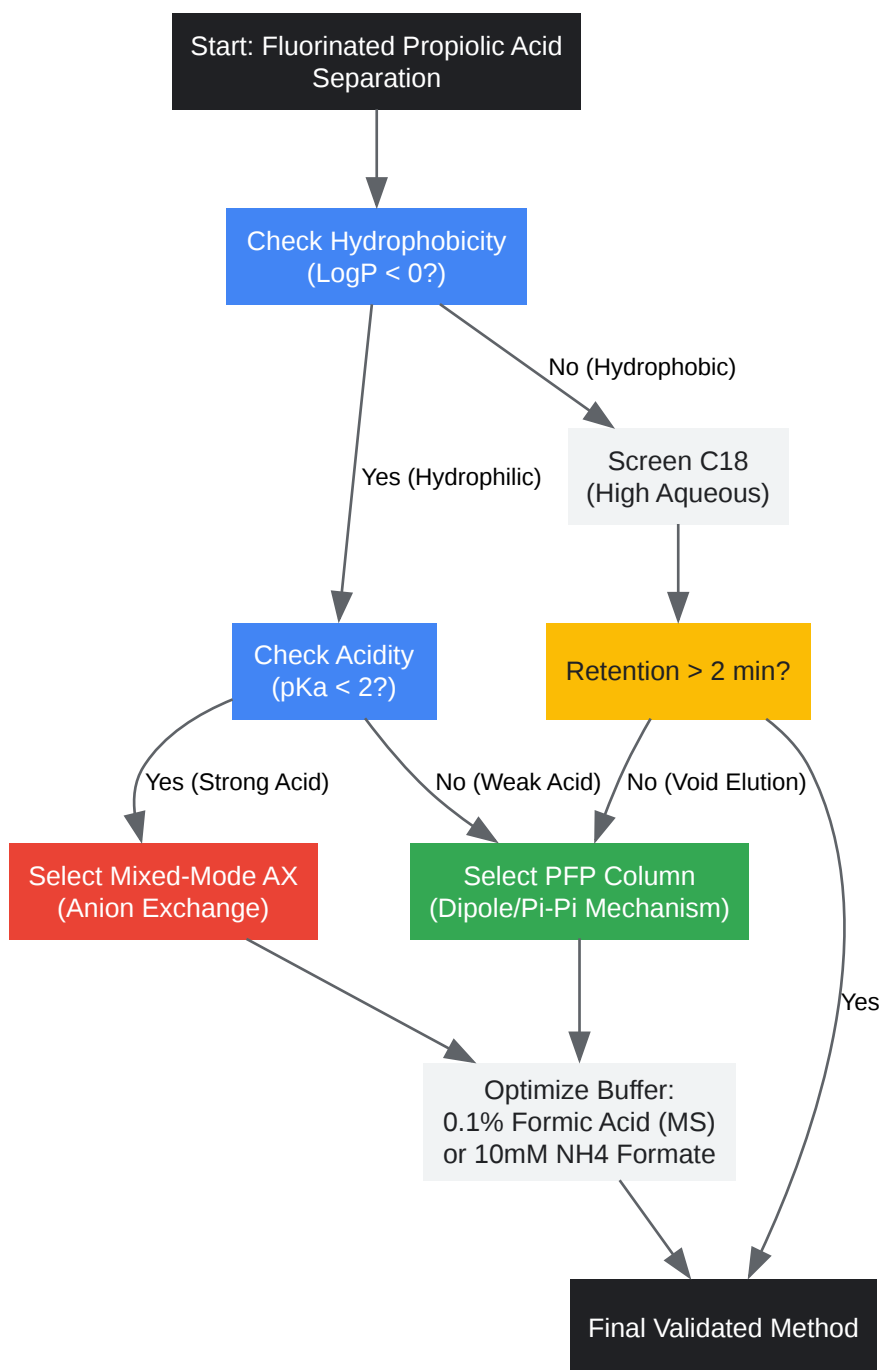 Start: Fluorinated Propiolic Acid
Separation
Check Hydrophobicity
(LogP < 0?)
No (Hydrophobic)
Yes (Hydrophilic)
Screen C18
(High Aqueous)
Check Acidity
(pKa < 2?)
Retention > 2 min?
Yes (Strong Acid)
No (Weak Acid)
No (Void Elution)
Select Mixed-Mode AX
(Anion Exchange)
Select PFP Column
(Dipole/Pi-Pi Mechanism)
Yes
Optimize Buffer:
0.1% Formic Acid (MS)
or 10mM NH4 Formate
Final Validated Method